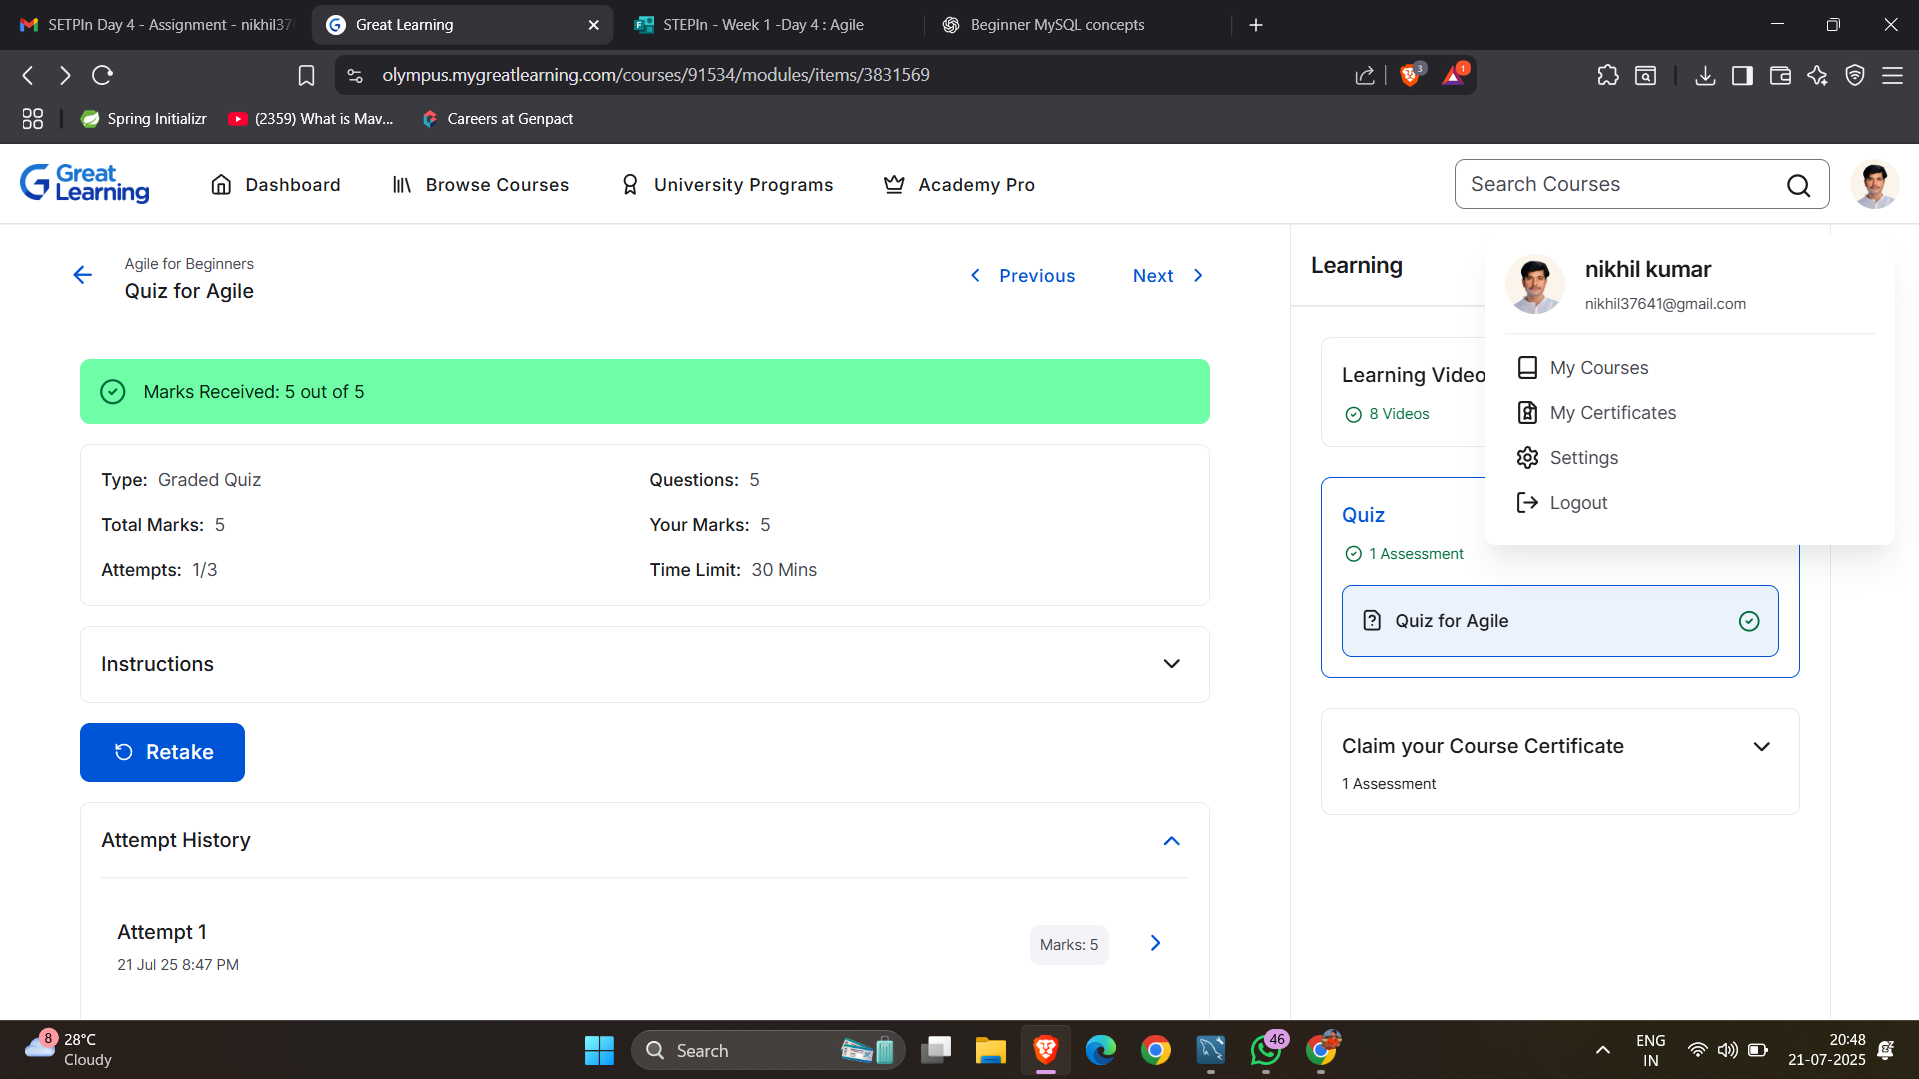 SETPIn Day 4 - Assignment - nikhil37
Great Learning
STEPIn - Week 1 -Day 4 : Agile
Beginner MySQL concepts
olympus.mygreatlearning.com/courses/91534/modules/items/3831569
3
1
Spring Initializr
(2359) What is Mav...
Careers at Genpact
Great Learning
Dashboard
Browse Courses
University Programs
Academy Pro
Search Courses
Agile for Beginners
Quiz for Agile
Previous
Next
Marks Received: 5 out of 5
Type: Graded Quiz
Questions: 5
Total Marks: 5
Your Marks: 5
Attempts: 1/3
Time Limit: 30 Mins
Instructions
Retake
Attempt History
Attempt 1
21 Jul 25 8:47 PM
Marks: 5
Learning
Learning Video
8 Videos
Quiz
1 Assessment
Quiz for Agile
Claim your Course Certificate
1 Assessment
nikhil kumar
nikhil37641@gmail.com
My Courses
My Certificates
Settings
Logout
8
28°C
Cloudy
Search
46
ENG
IN
20:48
21-07-2025